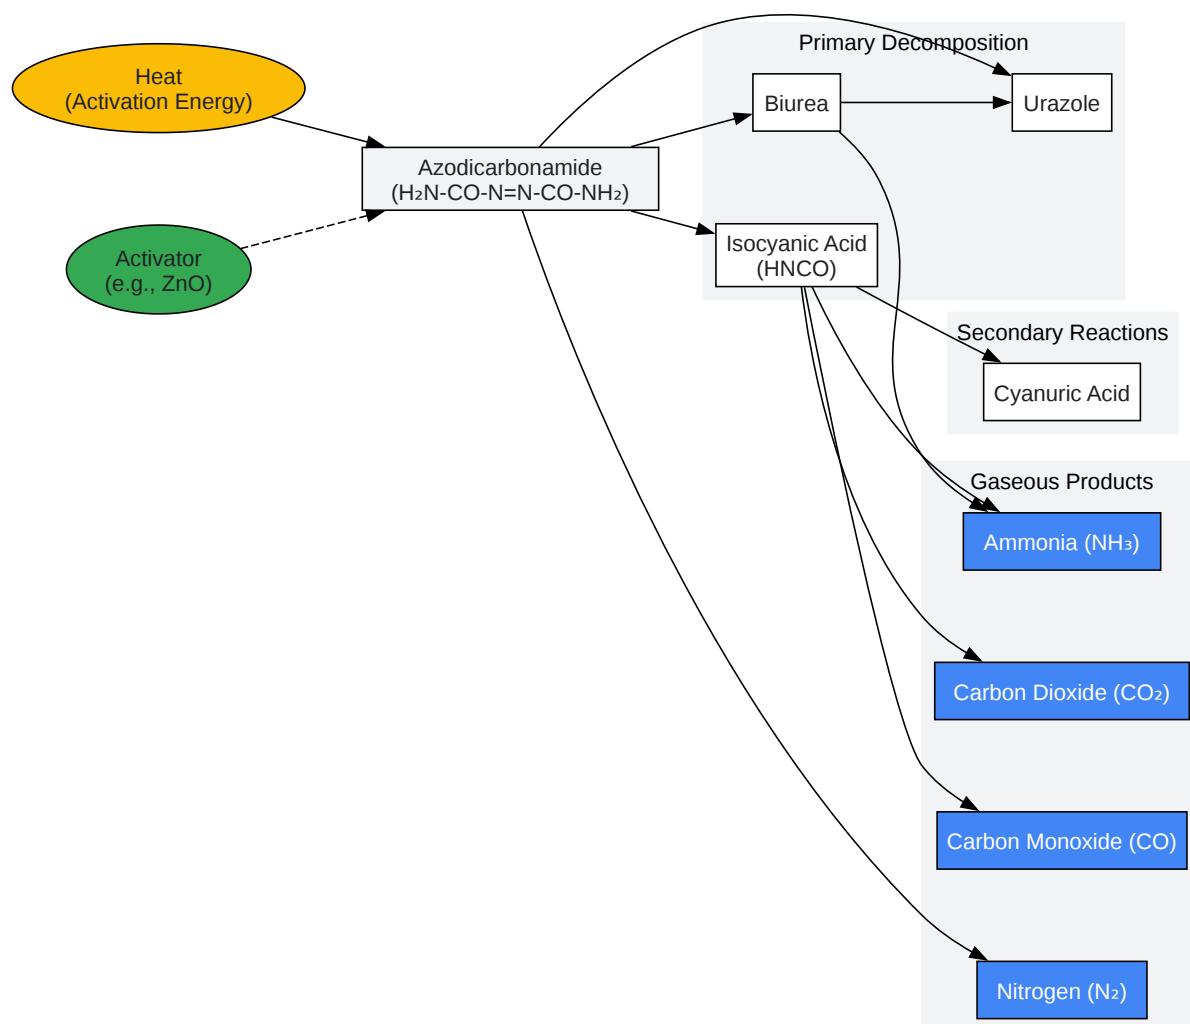 Primary Decomposition
Heat
(Activation Energy)
Biurea
Urazole
Azodicarbonamide
(H₂N-CO-N=N-CO-NH₂)
Activator
(e.g., ZnO)
Isocyanic Acid
(HNCO)
Secondary Reactions
Cyanuric Acid
Gaseous Products
Ammonia (NH₃)
Carbon Dioxide (CO₂)
Carbon Monoxide (CO)
Nitrogen (N₂)